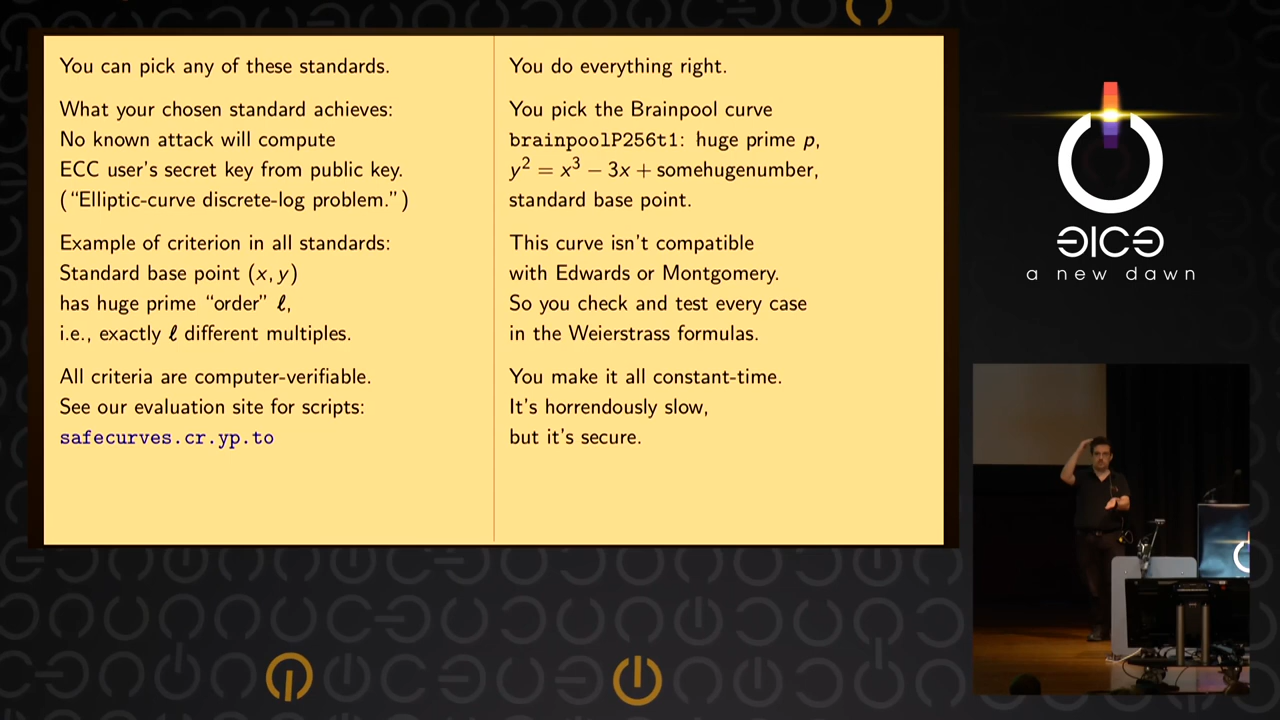 You can pick any of these standards.
What your chosen standard achieves:
No known attack will compute
ECC user's secret key from public key.
(“Elliptic-curve discrete-log problem.”)
Example of criterion in all standards:
Standard base point (x, y)
has huge prime “order” ℓ,
i.e., exactly ℓ different multiples.
All criteria are computer-verifiable.
See our evaluation site for scripts:
safecurves.cr.yp.to
You do everything right.
You pick the Brainpool curve
brainpoolP256t1: huge prime p,
y² = x³ − 3x + somehugenumber,
standard base point.
This curve isn't compatible
with Edwards or Montgomery.
So you check and test every case
in the Weierstrass formulas.
You make it all constant-time.
It's horrendously slow,
but it's secure.
a new dawn